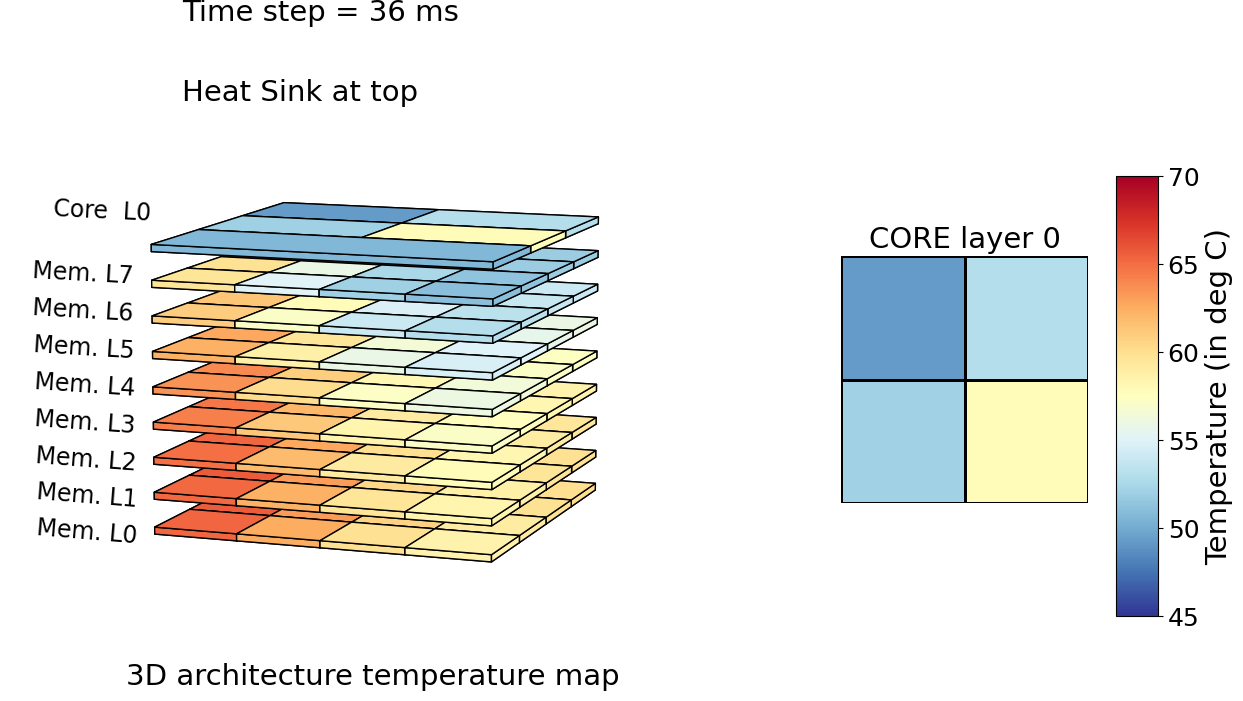 Time step = 36 ms
Heat Sink at top
Core  L0
Mem. L7
Mem. L6
Mem. L5
Mem. L4
Mem. L3
Mem. L2
Mem. L1
Mem. L0
3D architecture temperature map
CORE layer 0
70
65
60
55
50
45
Temperature (in deg C)